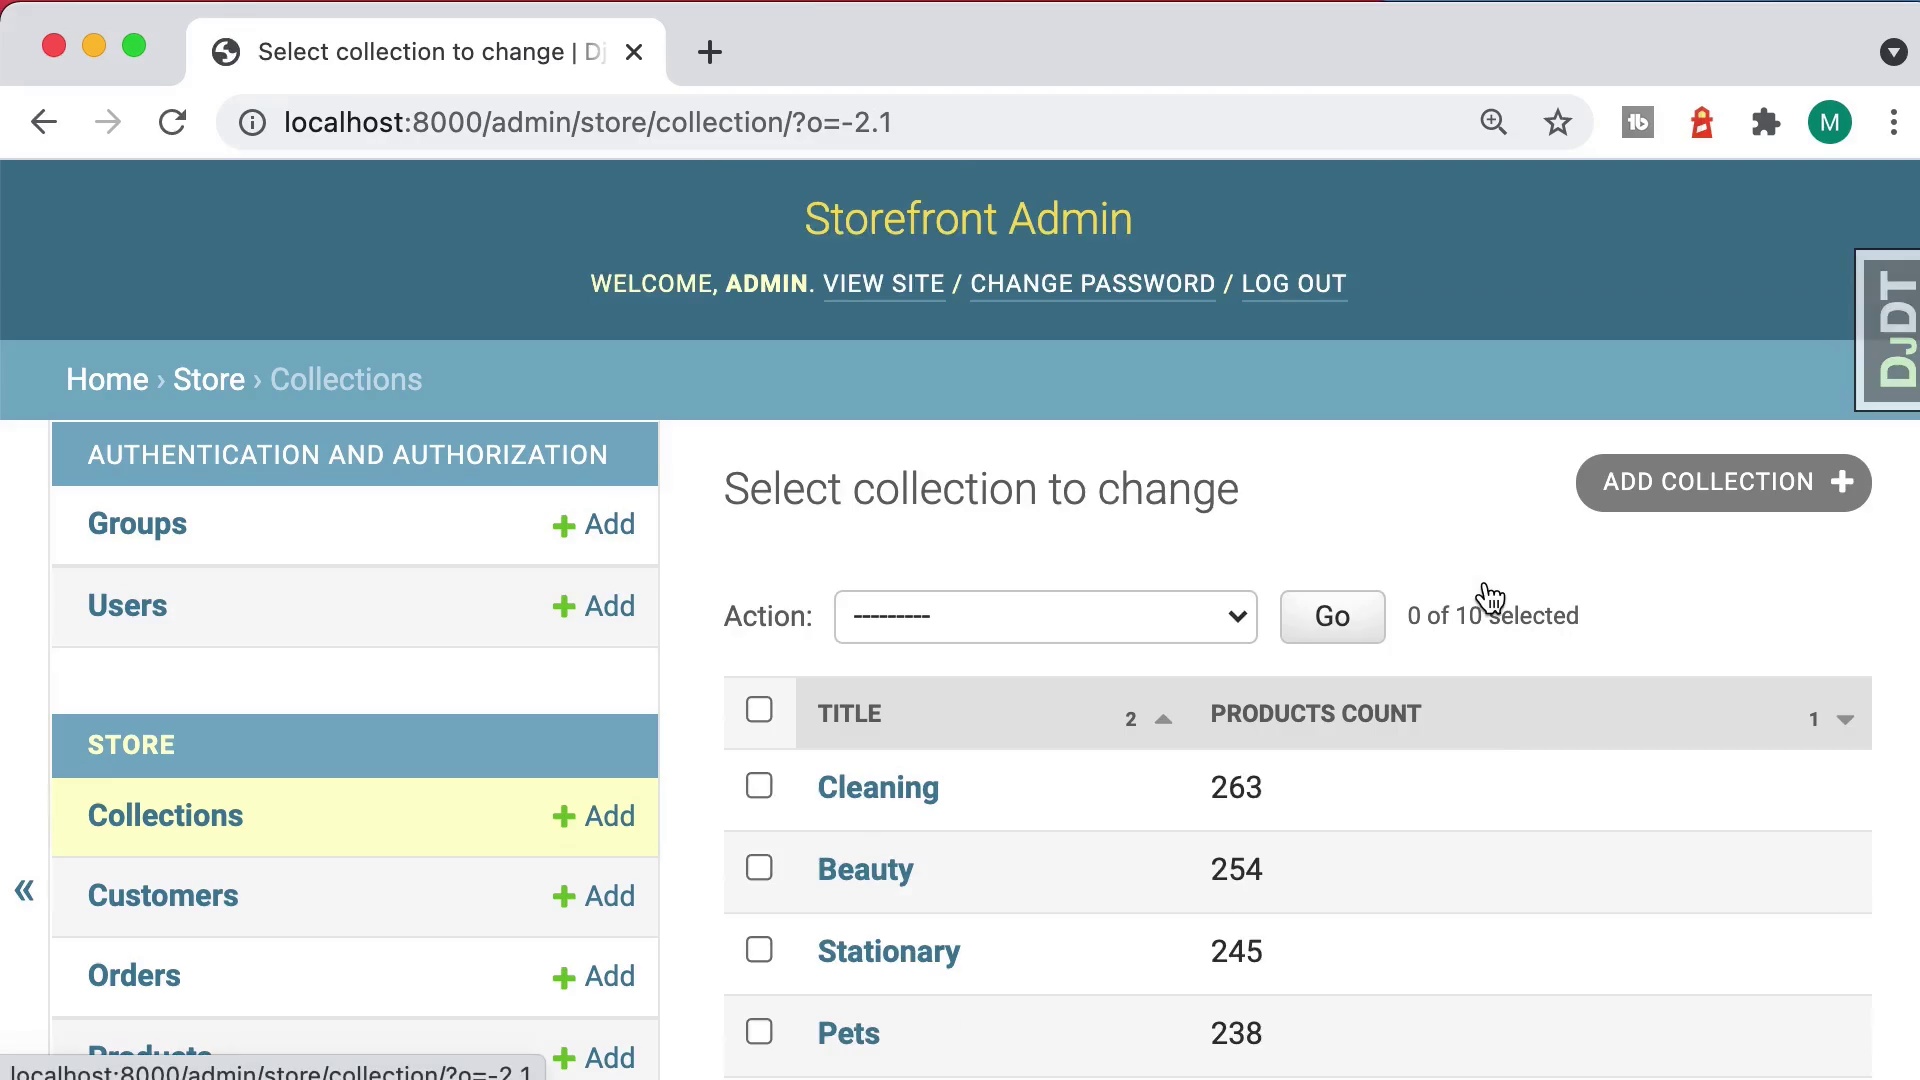 Select collection to change | Dj
localhost:8000/admin/store/collection/?o=-2.1
M
Storefront Admin
WELCOME, ADMIN. VIEW SITE / CHANGE PASSWORD / LOG OUT
DJDT
Home › Store › Collections
AUTHENTICATION AND AUTHORIZATION
Groups + Add
Users + Add
STORE
Collections + Add
Customers + Add
Orders + Add
Products + Add
«
Select collection to change
ADD COLLECTION +
Action: --------- Go 0 of 10 selected
TITLE 2 PRODUCTS COUNT 1
Cleaning 263
Beauty 254
Stationary 245
Pets 238
localhost:8000/admin/store/collection/?o=-2.1